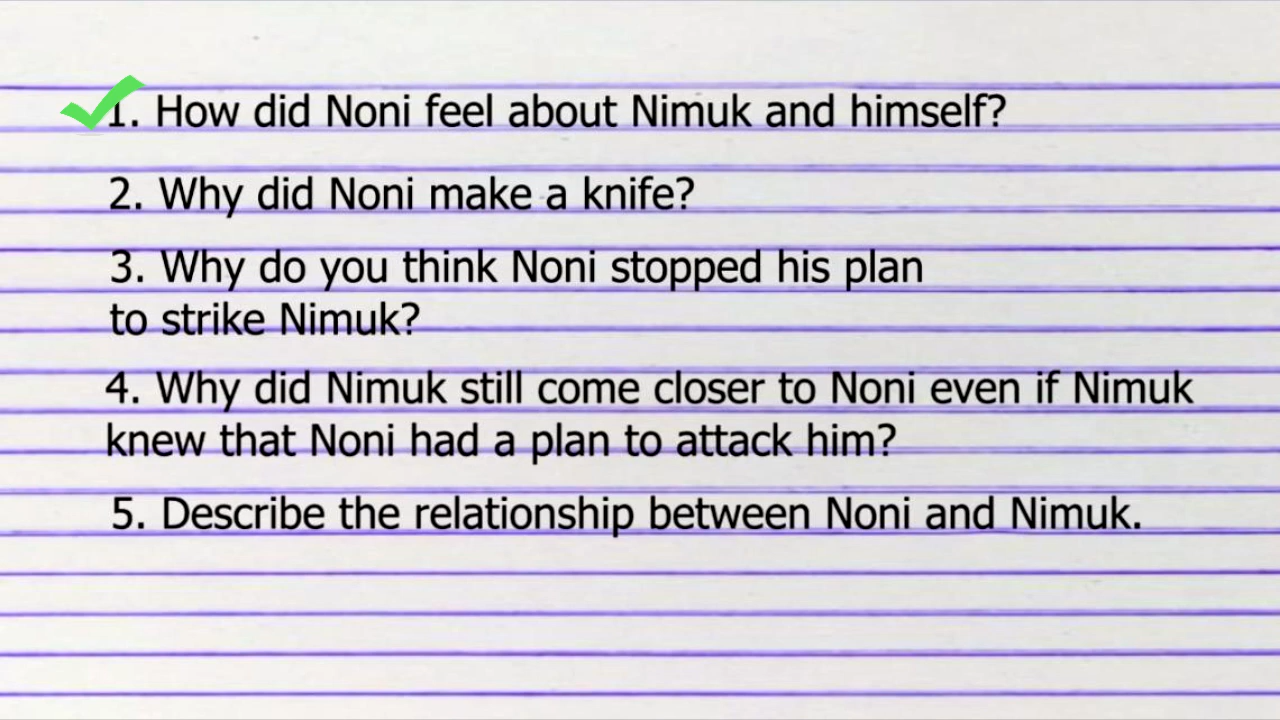 1. How did Noni feel about Nimuk and himself?
2. Why did Noni make a knife?
3. Why do you think Noni stopped his plan
to strike Nimuk?
4. Why did Nimuk still come closer to Noni even if Nimuk
knew that Noni had a plan to attack him?
5. Describe the relationship between Noni and Nimuk.